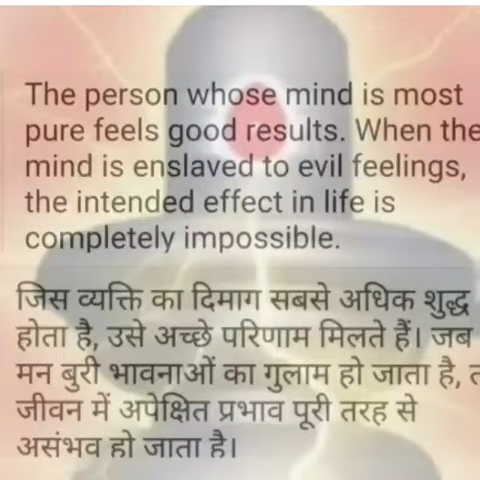 The person whose mind is most
pure feels good results. When the
mind is enslaved to evil feelings,
the intended effect in life is
completely impossible.
जिस व्यक्ति का दिमाग सबसे अधिक शुद्ध
होता है, उसे अच्छे परिणाम मिलते हैं। जब
मन बुरी भावनाओं का गुलाम हो जाता है,
जीवन में अपेक्षित प्रभाव पूरी तरह से
असंभव हो जाता है।